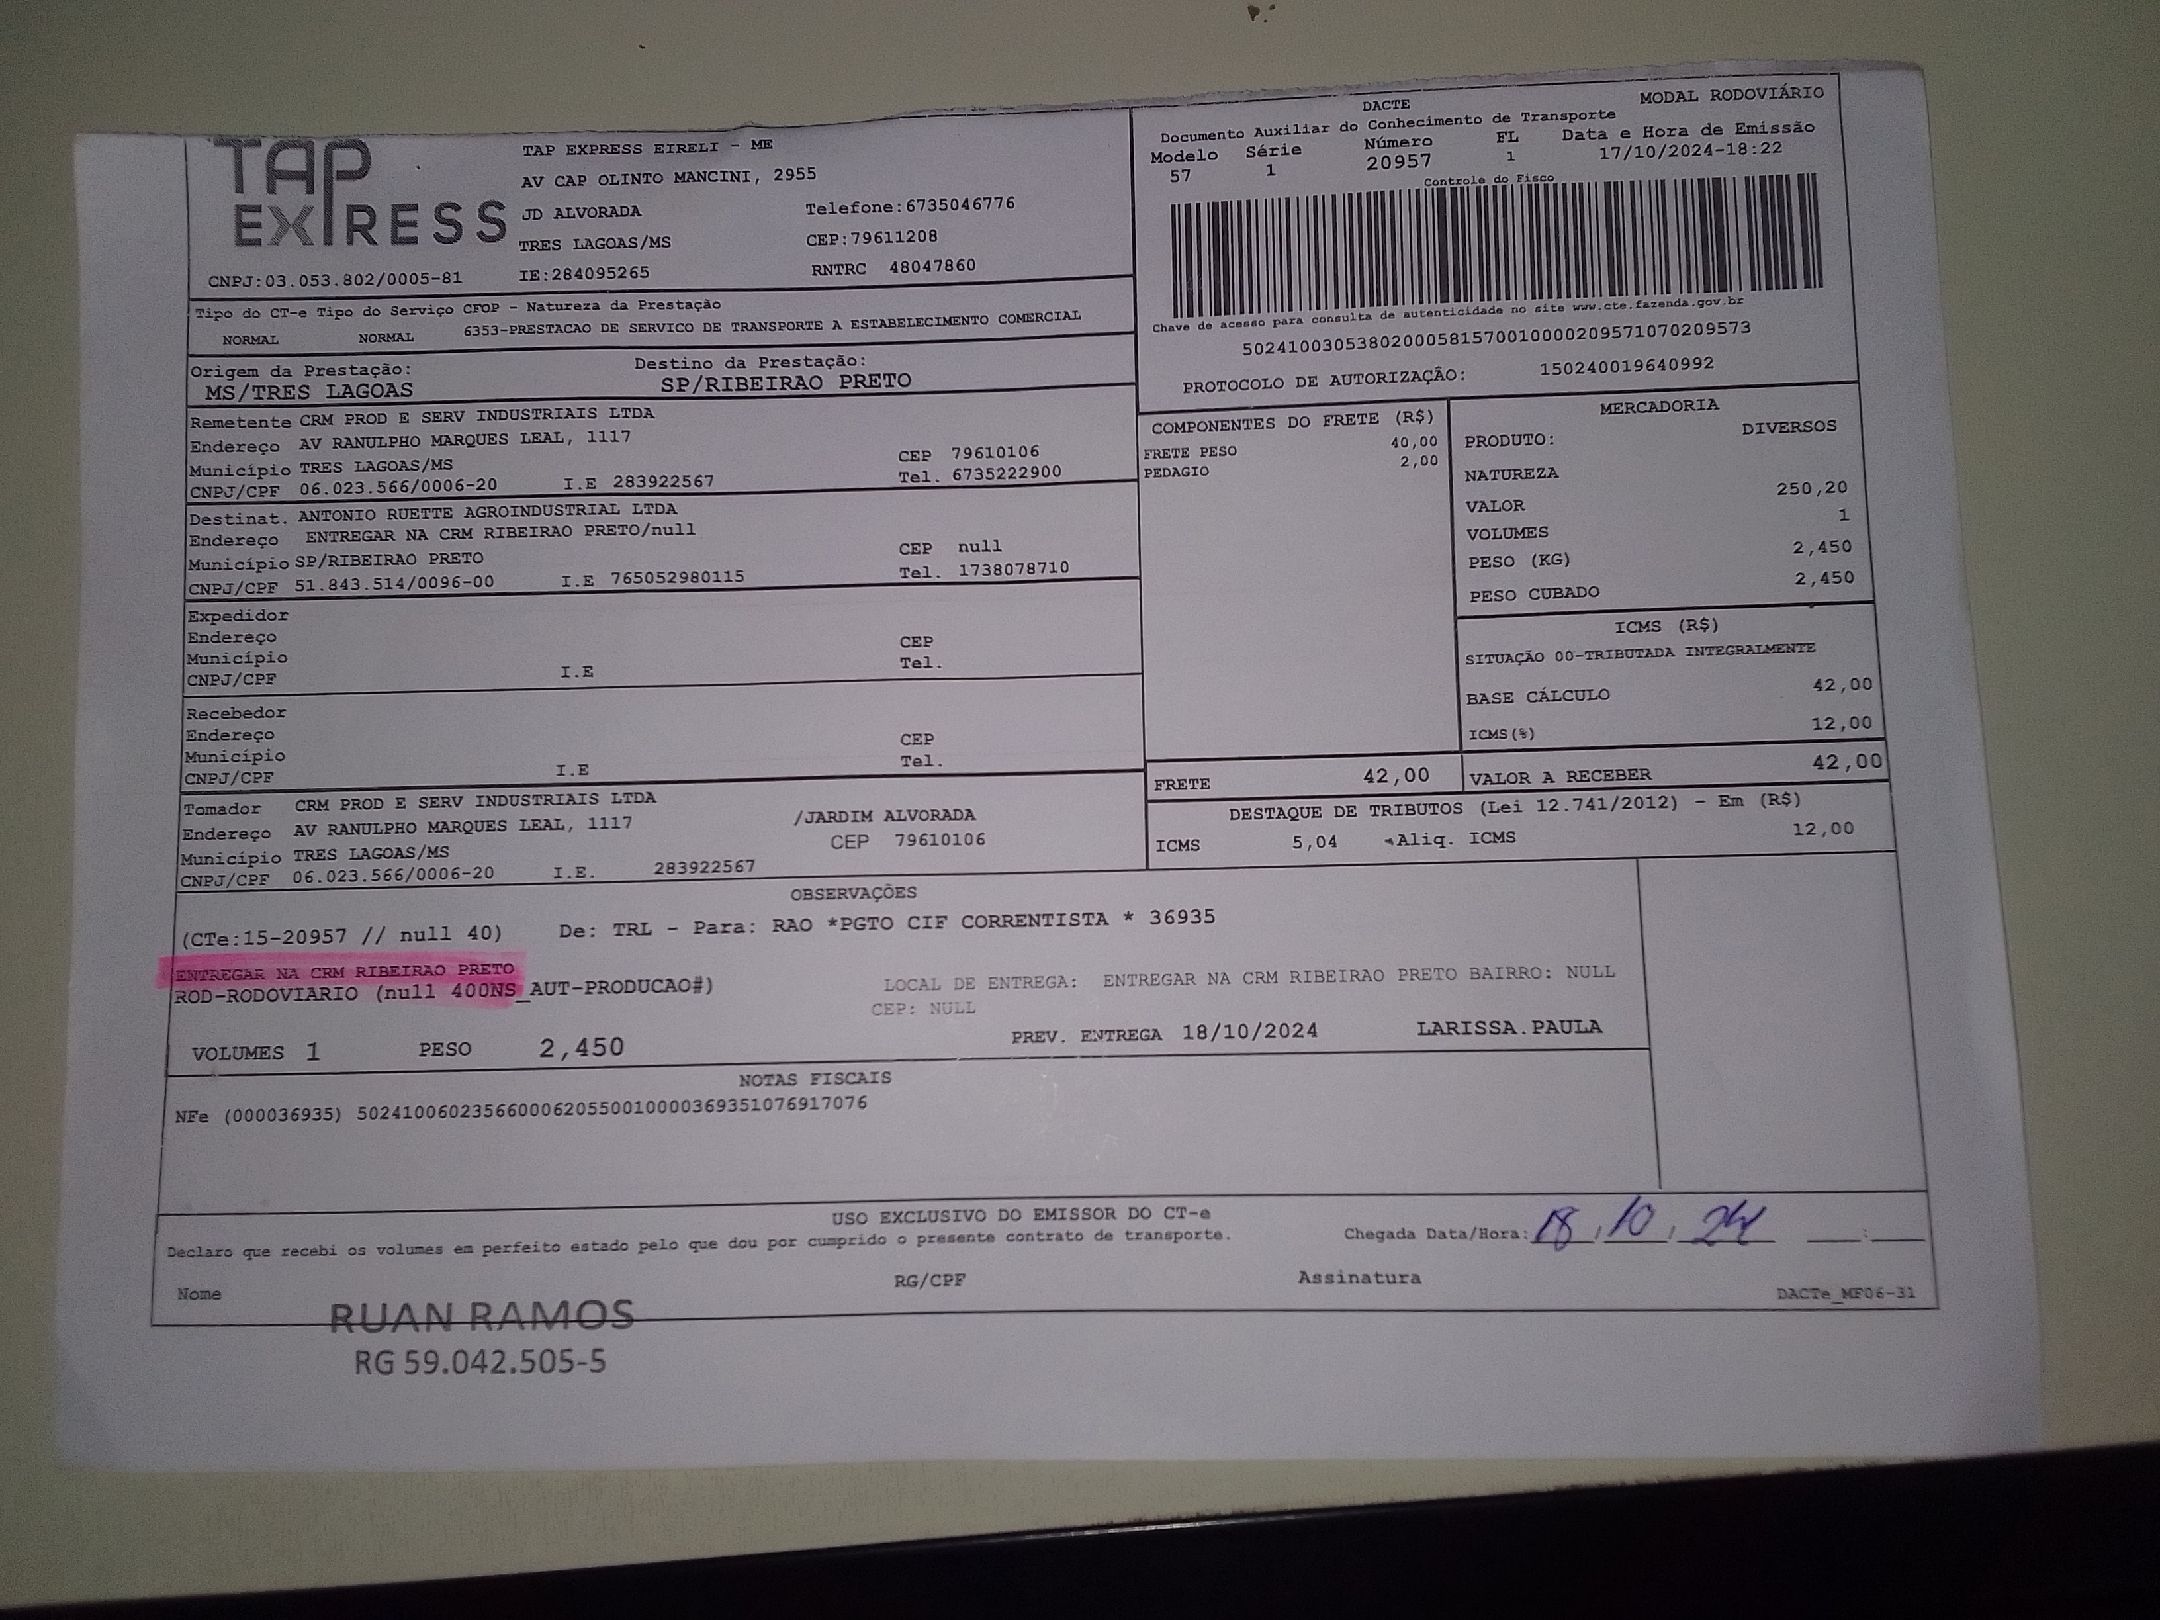 TAP EXPRESS
TAP EXPRESS EIRELI - ME
AV CAP OLINTO MANCINI, 2955
JD ALVORADA Telefone:6735046776
TRES LAGOAS/MS CEP:79611208
CNPJ:03.053.802/0005-81 IE:284095265 RNTRC 48047860
DACTE MODAL RODOVIÁRIO
Documento Auxiliar do Conhecimento de Transporte
Modelo Série Número FL Data e Hora de Emissão
57 1 20957 1 17/10/2024-18:22
Controle do Fisco
Chave de acesso para consulta de autenticidade no site www.cte.fazenda.gov.br
50241003053802000581570010000209571070209573
PROTOCOLO DE AUTORIZAÇÃO: 150240019640992
Tipo do CT-e Tipo do Serviço CFOP - Natureza da Prestação
NORMAL NORMAL 6353-PRESTACAO DE SERVICO DE TRANSPORTE A ESTABELECIMENTO COMERCIAL
Origem da Prestação: Destino da Prestação:
MS/TRES LAGOAS SP/RIBEIRAO PRETO
Remetente CRM PROD E SERV INDUSTRIAIS LTDA
Endereço AV RANULPHO MARQUES LEAL, 1117
Município TRES LAGOAS/MS CEP 79610106
CNPJ/CPF 06.023.566/0006-20 I.E 283922567 Tel. 6735222900
Destinat. ANTONIO RUETTE AGROINDUSTRIAL LTDA
Endereço ENTREGAR NA CRM RIBEIRAO PRETO/null
Município SP/RIBEIRAO PRETO CEP null
CNPJ/CPF 51.843.514/0096-00 I.E 765052980115 Tel. 1738078710
Expedidor
Endereço
Município CEP
CNPJ/CPF I.E Tel.
Recebedor
Endereço
Município CEP
CNPJ/CPF I.E Tel.
Tomador CRM PROD E SERV INDUSTRIAIS LTDA
Endereço AV RANULPHO MARQUES LEAL, 1117 /JARDIM ALVORADA
Município TRES LAGOAS/MS CEP 79610106
CNPJ/CPF 06.023.566/0006-20 I.E. 283922567
COMPONENTES DO FRETE (R$)
FRETE PESO 40,00
PEDAGIO 2,00
MERCADORIA
PRODUTO: DIVERSOS
NATUREZA
VALOR 250,20
VOLUMES 1
PESO (KG) 2,450
PESO CUBADO 2,450
ICMS (R$)
SITUAÇÃO 00-TRIBUTADA INTEGRALMENTE
BASE CÁLCULO 42,00
ICMS(%) 12,00
FRETE 42,00 VALOR A RECEBER 42,00
DESTAQUE DE TRIBUTOS (Lei 12.741/2012) - Em (R$)
ICMS 5,04 Aliq. ICMS 12,00
OBSERVAÇÕES
(CTe:15-20957 // null 40) De: TRL - Para: RAO *PGTO CIF CORRENTISTA * 36935
ENTREGAR NA CRM RIBEIRAO PRETO
ROD-RODOVIARIO (null 400NS_AUT-PRODUCAO#) LOCAL DE ENTREGA: ENTREGAR NA CRM RIBEIRAO PRETO BAIRRO: NULL
CEP: NULL
VOLUMES 1 PESO 2,450 PREV. ENTREGA 18/10/2024 LARISSA.PAULA
NOTAS FISCAIS
NFe (000036935) 50241006023566000620550010000369351076917076
USO EXCLUSIVO DO EMISSOR DO CT-e
Declaro que recebi os volumes em perfeito estado pelo que dou por cumprido o presente contrato de transporte. Chegada Data/Hora: 18/10/24 __:__
Nome RG/CPF Assinatura DACTe_MF06-31
RUAN RAMOS
RG 59.042.505-5